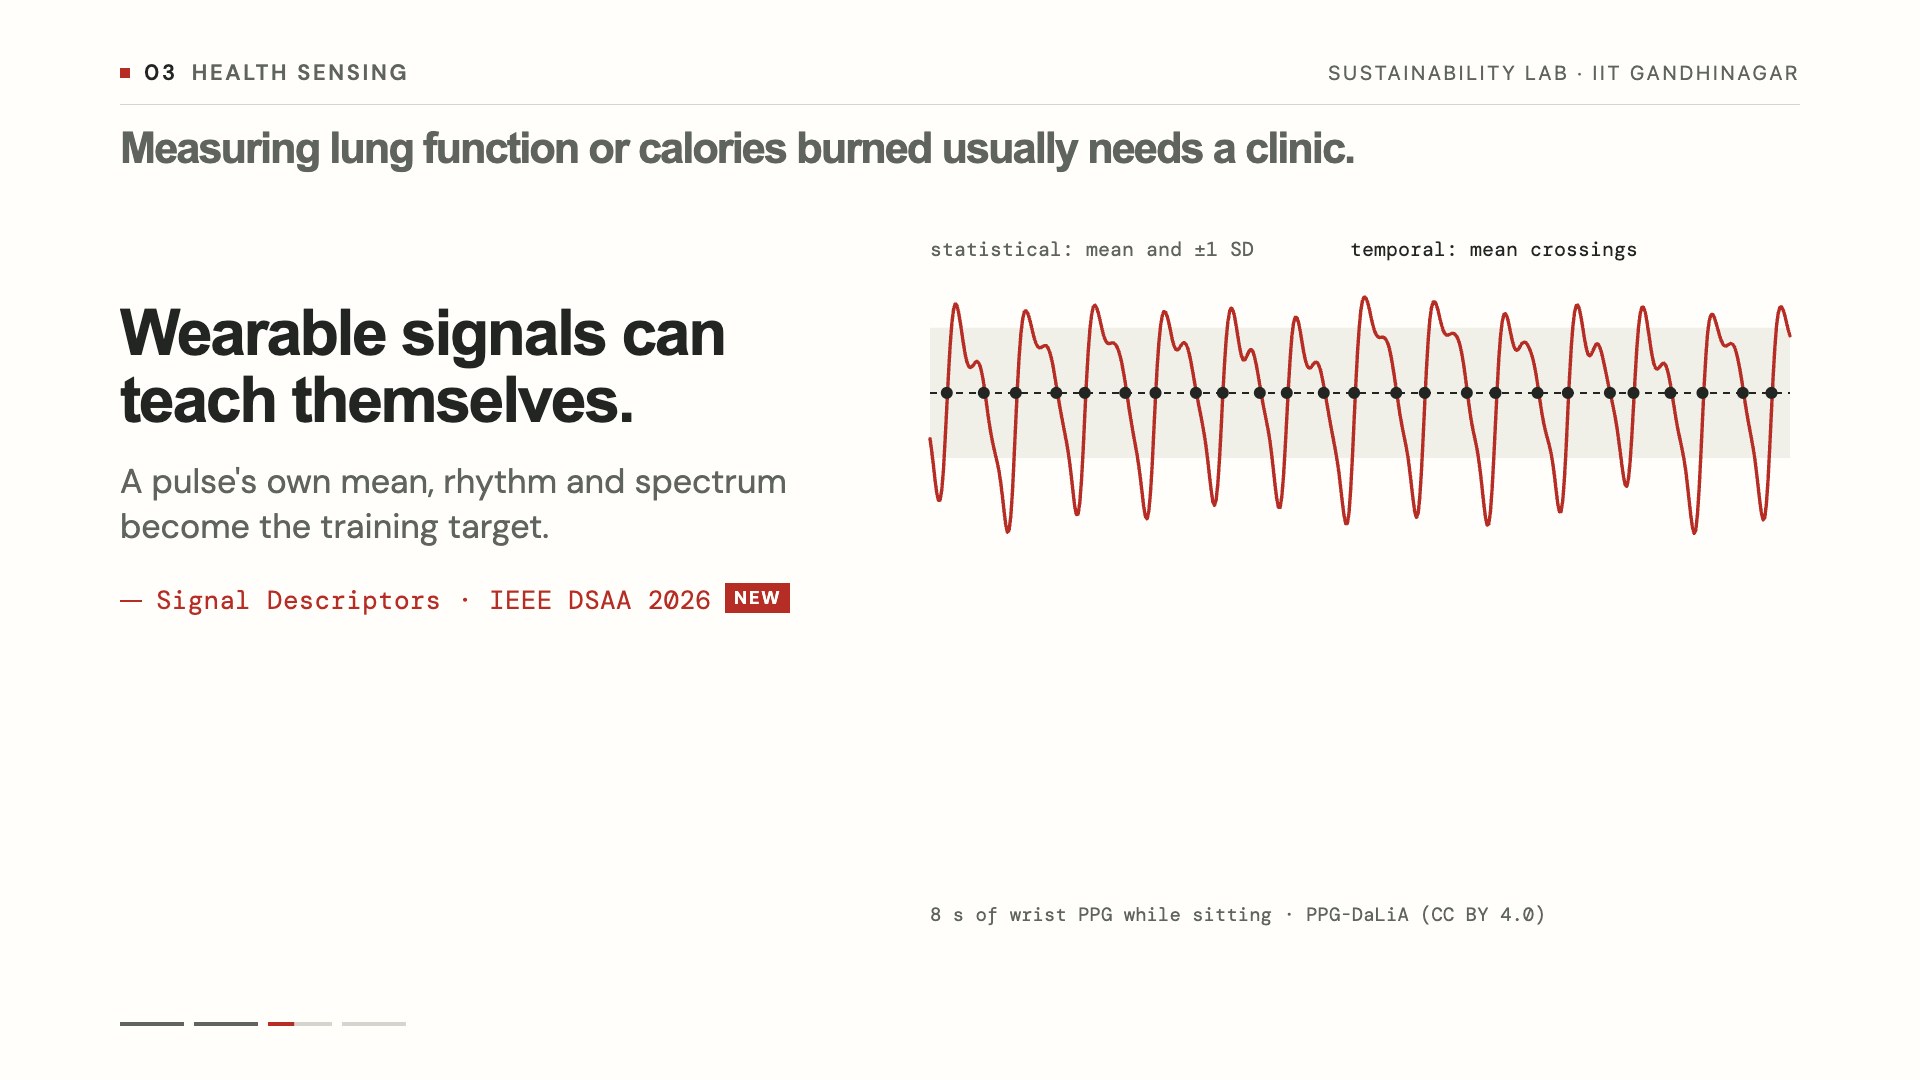 03 HEALTH SENSING
SUSTAINABILITY LAB · IIT GANDHINAGAR
Measuring lung function or calories burned usually needs a clinic.
Wearable signals can
teach themselves.
A pulse's own mean, rhythm and spectrum
become the training target.
— Signal Descriptors · IEEE DSAA 2026 NEW
statistical: mean and ±1 SD
temporal: mean crossings
8 s of wrist PPG while sitting · PPG-DaLiA (CC BY 4.0)